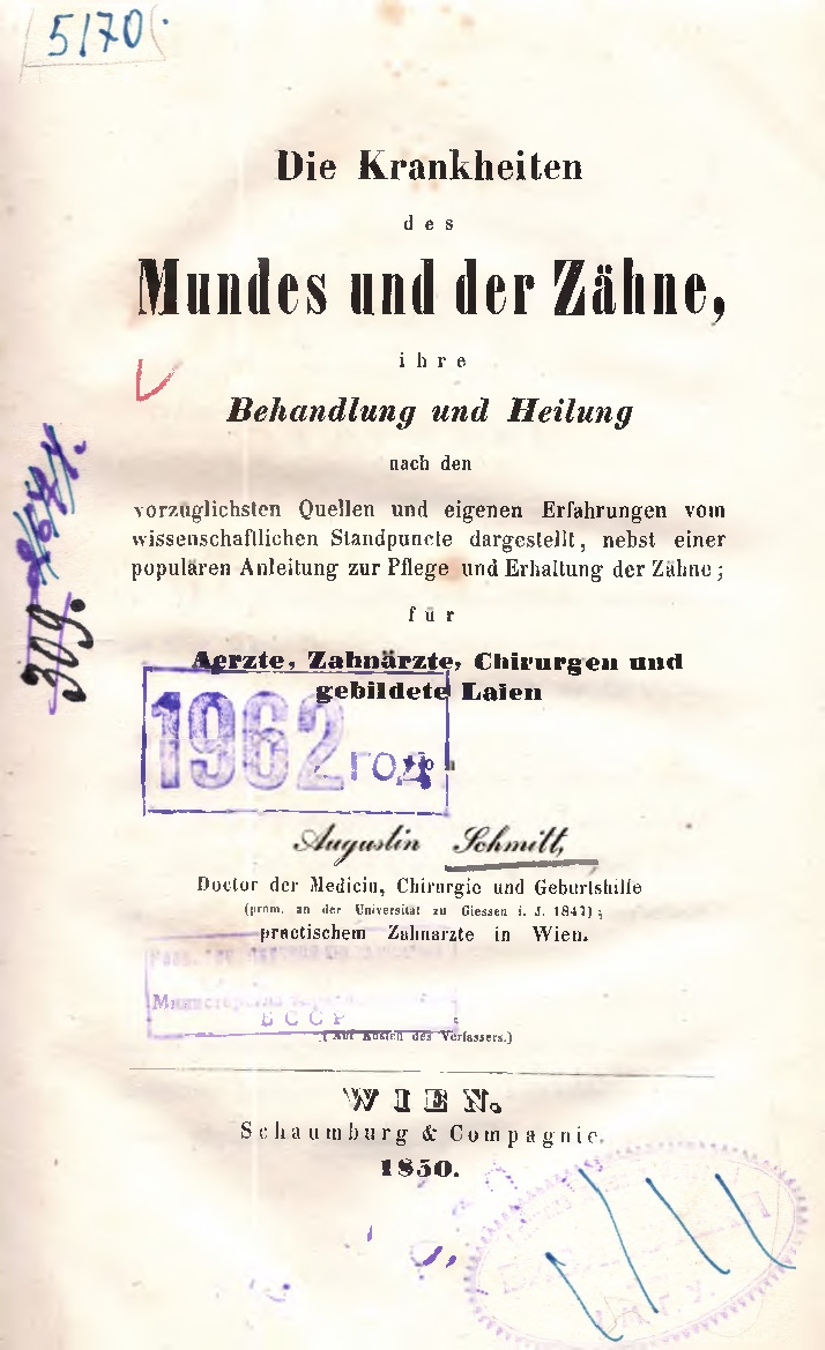 5170.
Die Krankheiten
des
Mundes und der Zähne,
ihre
Behandlung und Heilung
nach den
vorzüglichsten Quellen und eigenen Erfahrungen vom
wissenschaftlichen Standpuncte dargestellt, nebst einer
populären Anleitung zur Pflege und Erhaltung der Zähne;
für
Aerzte, Zahnärzte, Chirurgen und
gebildete Laien
1962 год
309.
Augustin Schmitt,
Doctor der Medicin, Chirurgie und Geburtshilfe
(prom. an der Universität zu Giessen i. J. 1847);
practischem Zahnarzte in Wien.
БССР
(Auf Kosten des Verfassers.)
WIEN.
Schaumburg & Compagnie.
1850.